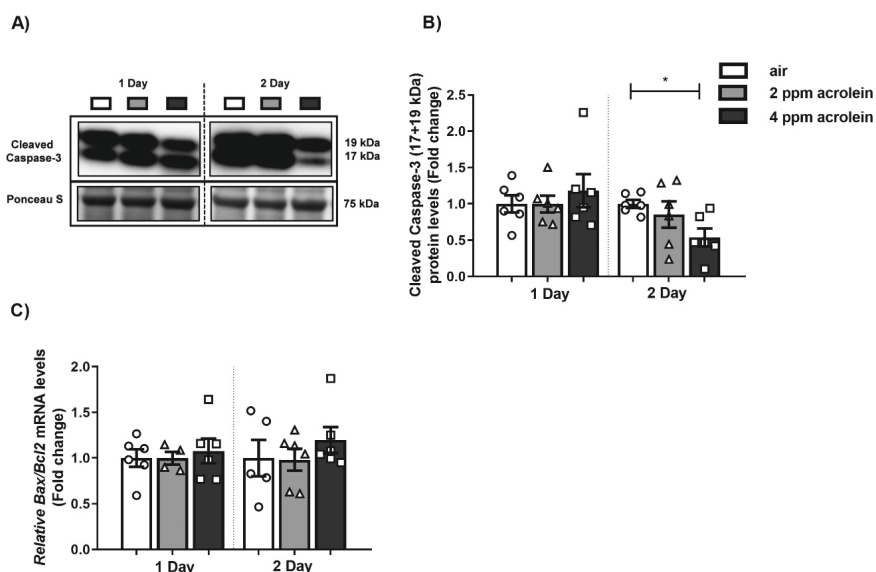 A)
1 Day 2 Day
Cleaved
Caspase-3
19 kDa
17 kDa
Ponceau S
75 kDa
B)
Cleaved Caspase-3 (17+19 kDa)
protein levels (Fold change)
2.5
2.0
1.5
1.0
0.5
0.0
*
1 Day 2 Day
air
2 ppm acrolein
4 ppm acrolein
C)
Relative Bax/Bcl2 mRNA levels
(Fold change)
2.0
1.5
1.0
0.5
0.0
1 Day 2 Day